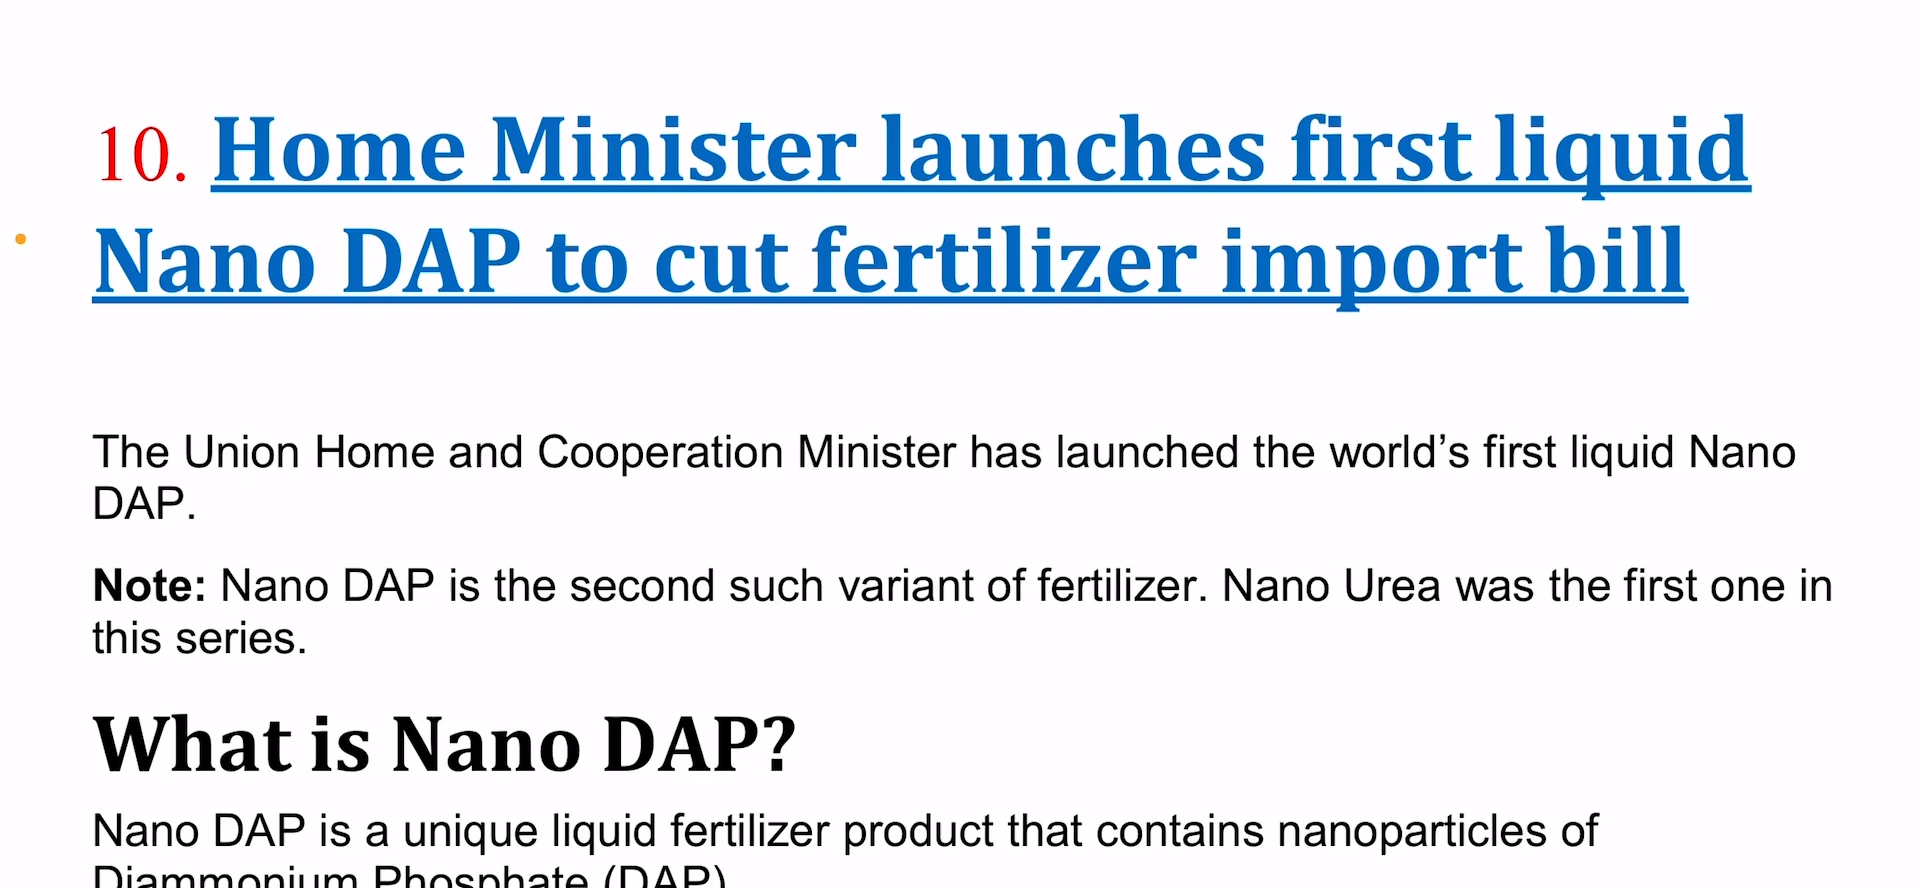 10. Home Minister launches first liquid
Nano DAP to cut fertilizer import bill
The Union Home and Cooperation Minister has launched the world’s first liquid Nano
DAP.
Note: Nano DAP is the second such variant of fertilizer. Nano Urea was the first one in
this series.
What is Nano DAP?
Nano DAP is a unique liquid fertilizer product that contains nanoparticles of
Diammonium Phosphate (DAP)